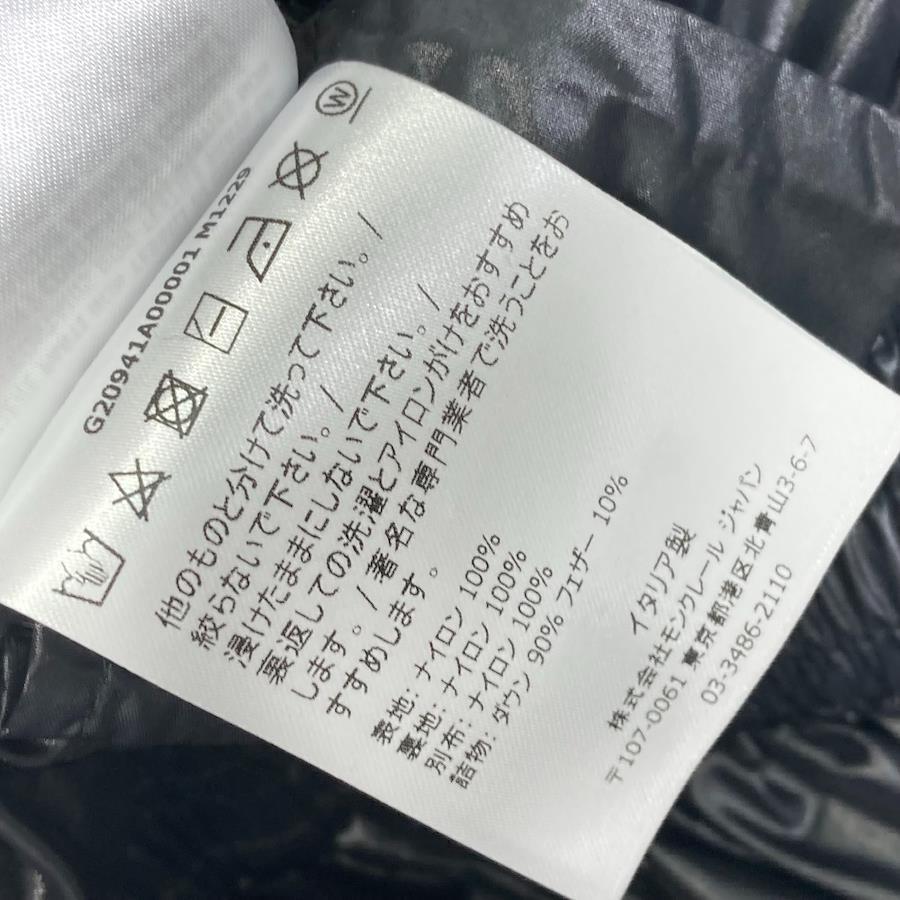 G20941A00001 M1229
W
他のものと分けて洗って下さい。/
絞らないで下さい。/
浸けたままにしないで下さい。/
裏返しての洗濯とアイロンがけをおすすめ
します。/著名な専門業者で洗うことをお
すすめします。
表地: ナイロン 100%
裏地: ナイロン 100%
別布: ナイロン 100%
詰物: ダウン 90% フェザー 10%
イタリア製
株式会社モンクレール ジャパン
〒107-0061 東京都港区北青山3-6-7
03-3486-2110